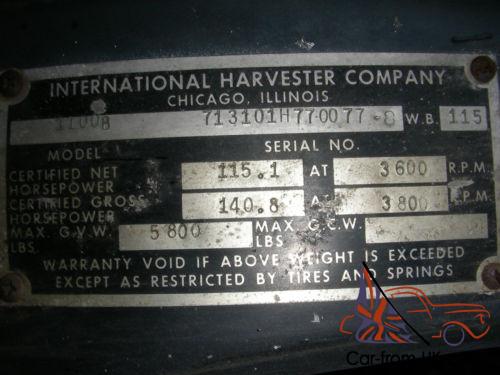 INTERNATIONAL HARVESTER COMPANY
CHICAGO, ILLINOIS
1100B 713101H770077-8 W.B. 115
MODEL SERIAL NO.
CERTIFIED NET HORSEPOWER 115.1 AT 3600 R.P.M.
CERTIFIED GROSS HORSEPOWER 140.8 AT 3800 R.P.M.
MAX. G.V.W. LBS. 5800 MAX. G.C.W. LBS
WARRANTY VOID IF ABOVE WEIGHT IS EXCEEDED
EXCEPT AS RESTRICTED BY TIRES AND SPRINGS
Car-from-UK